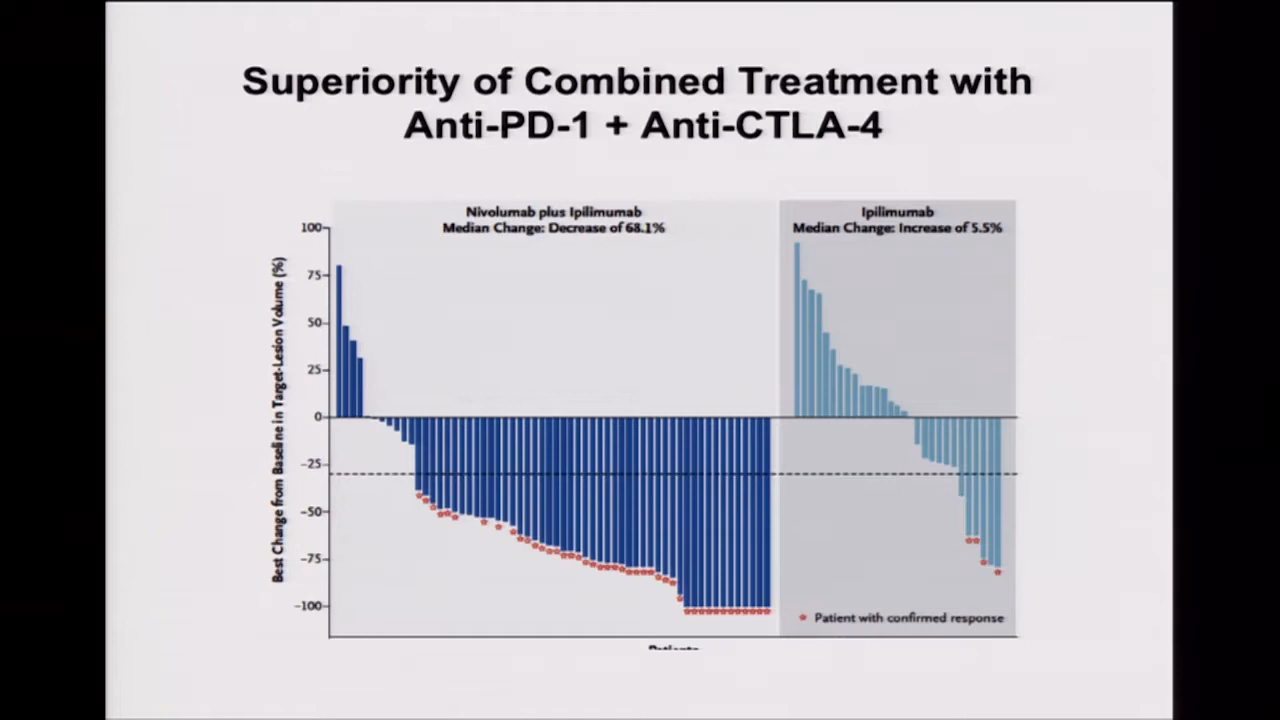 Superiority of Combined Treatment with
Anti-PD-1 + Anti-CTLA-4
Nivolumab plus Ipilimumab
Median Change: Decrease of 68.1%
Ipilimumab
Median Change: Increase of 5.5%
Best Change from Baseline in Target-Lesion Volume (%)
100
75
50
25
0
-25
-50
-75
-100
* Patient with confirmed response
Patients